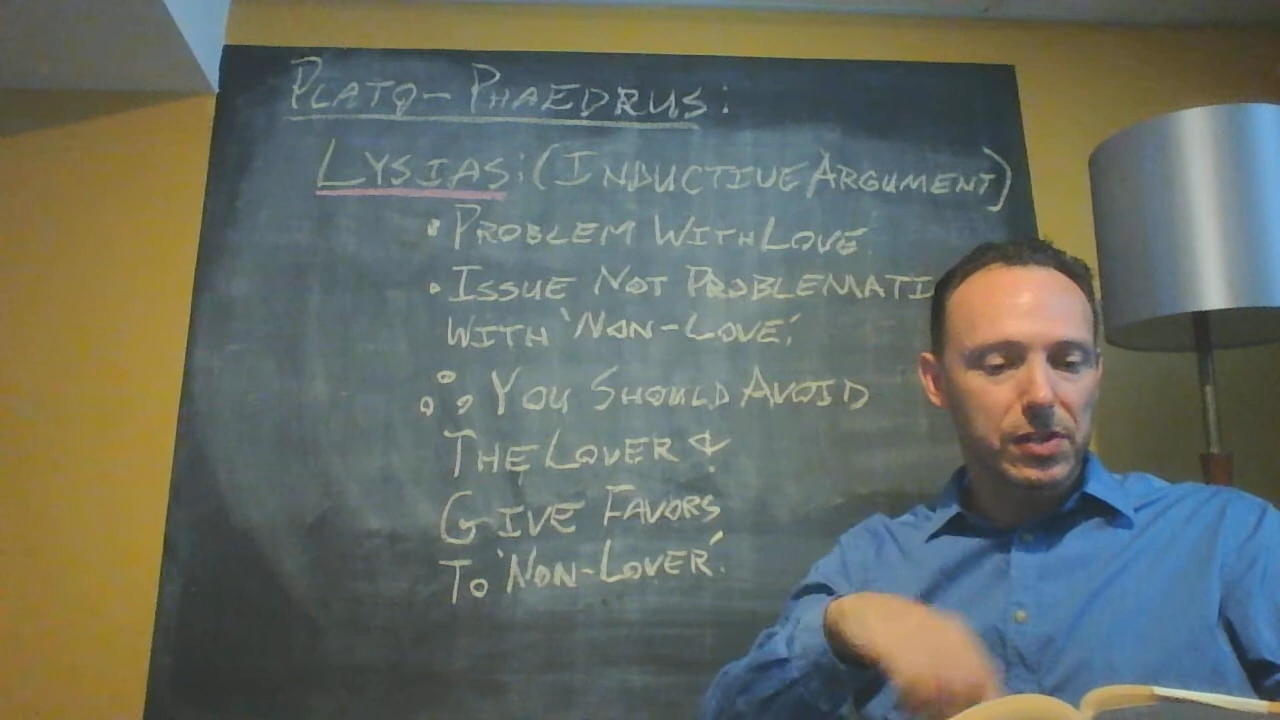 PLATO - PHAEDRUS:
LYSIAS: (INDUCTIVE ARGUMENT)
• PROBLEM WITH LOVE.
• ISSUE NOT PROBLEMATI
WITH 'NON-LOVE.'
∴ YOU SHOULD AVOID
THE LOVER &
GIVE FAVORS
TO 'NON-LOVER.'